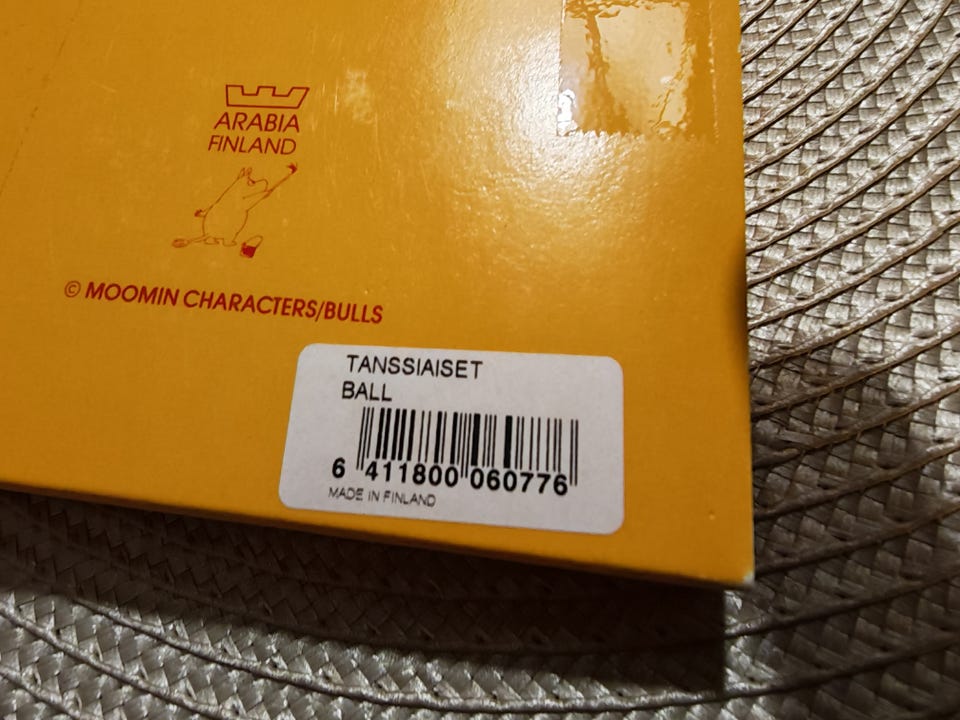 ARABIA
FINLAND
© MOOMIN CHARACTERS/BULLS
TANSSIAISET
BALL
6 411800 060776
MADE IN FINLAND